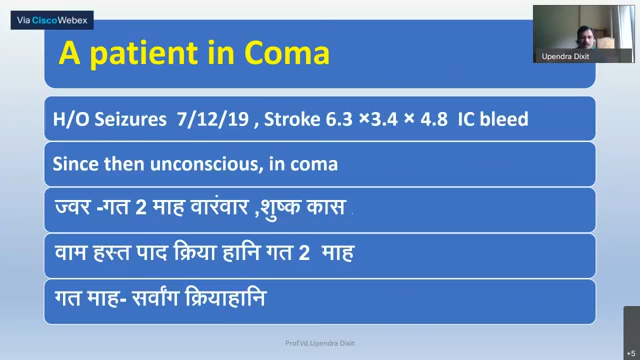 Via Cisco Webex
Upendra Dixit
A patient in Coma
H/O Seizures 7/12/19 , Stroke 6.3 ×3.4 × 4.8 IC bleed
Since then unconscious, in coma
ज्वर -गत 2 माह वारंवार ,शुष्क कास .
वाम हस्त पाद क्रिया हानि गत 2 माह
गत माह- सर्वांग क्रियाहानि
Prof.Vd.Upendra Dixit
+5